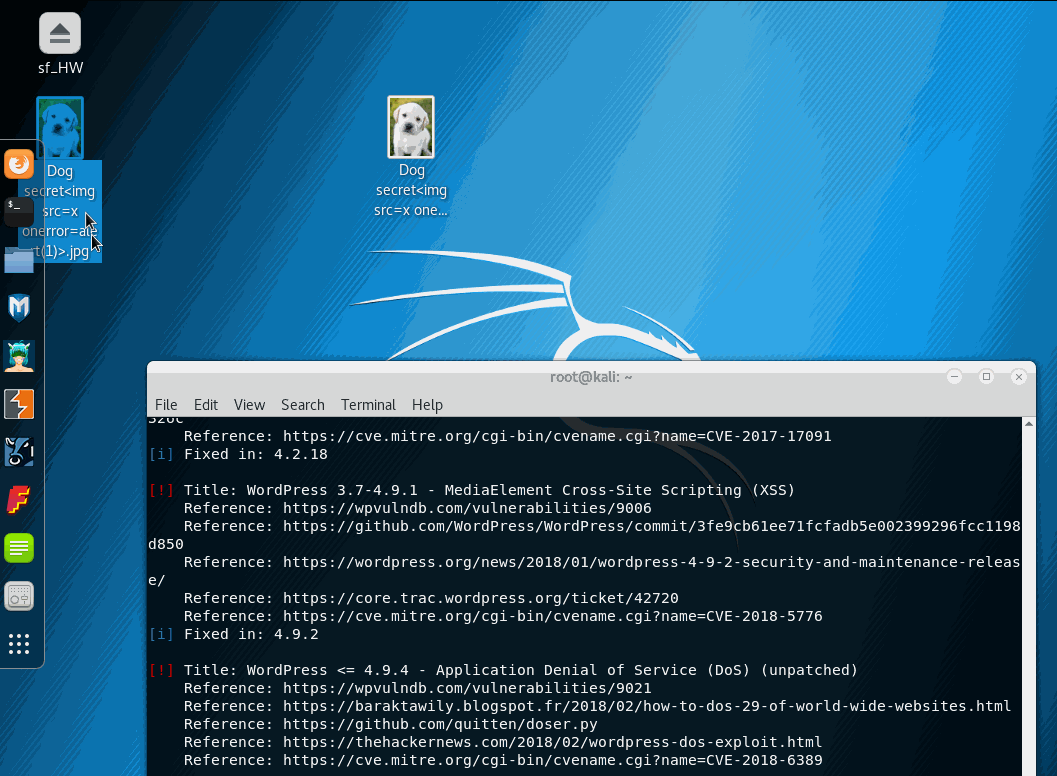 sf_HW
Dog
secret<img
src=x
onerror=ale
rt(1)>.jpg
Dog
secret<img
src=x one...
$_
root@kali: ~
File Edit View Search Terminal Help
Reference: https://cve.mitre.org/cgi-bin/cvename.cgi?name=CVE-2017-17091
[i] Fixed in: 4.2.18
[!] Title: WordPress 3.7-4.9.1 - MediaElement Cross-Site Scripting (XSS)
Reference: https://wpvulndb.com/vulnerabilities/9006
Reference: https://github.com/WordPress/WordPress/commit/3fe9cb61ee71fcfadb5e002399296fcc1198
d850
Reference: https://wordpress.org/news/2018/01/wordpress-4-9-2-security-and-maintenance-releas
e/
Reference: https://core.trac.wordpress.org/ticket/42720
Reference: https://cve.mitre.org/cgi-bin/cvename.cgi?name=CVE-2018-5776
[i] Fixed in: 4.9.2
[!] Title: WordPress <= 4.9.4 - Application Denial of Service (DoS) (unpatched)
Reference: https://wpvulndb.com/vulnerabilities/9021
Reference: https://baraktawily.blogspot.fr/2018/02/how-to-dos-29-of-world-wide-websites.html
Reference: https://github.com/quitten/doser.py
Reference: https://thehackernews.com/2018/02/wordpress-dos-exploit.html
Reference: https://cve.mitre.org/cgi-bin/cvename.cgi?name=CVE-2018-6389